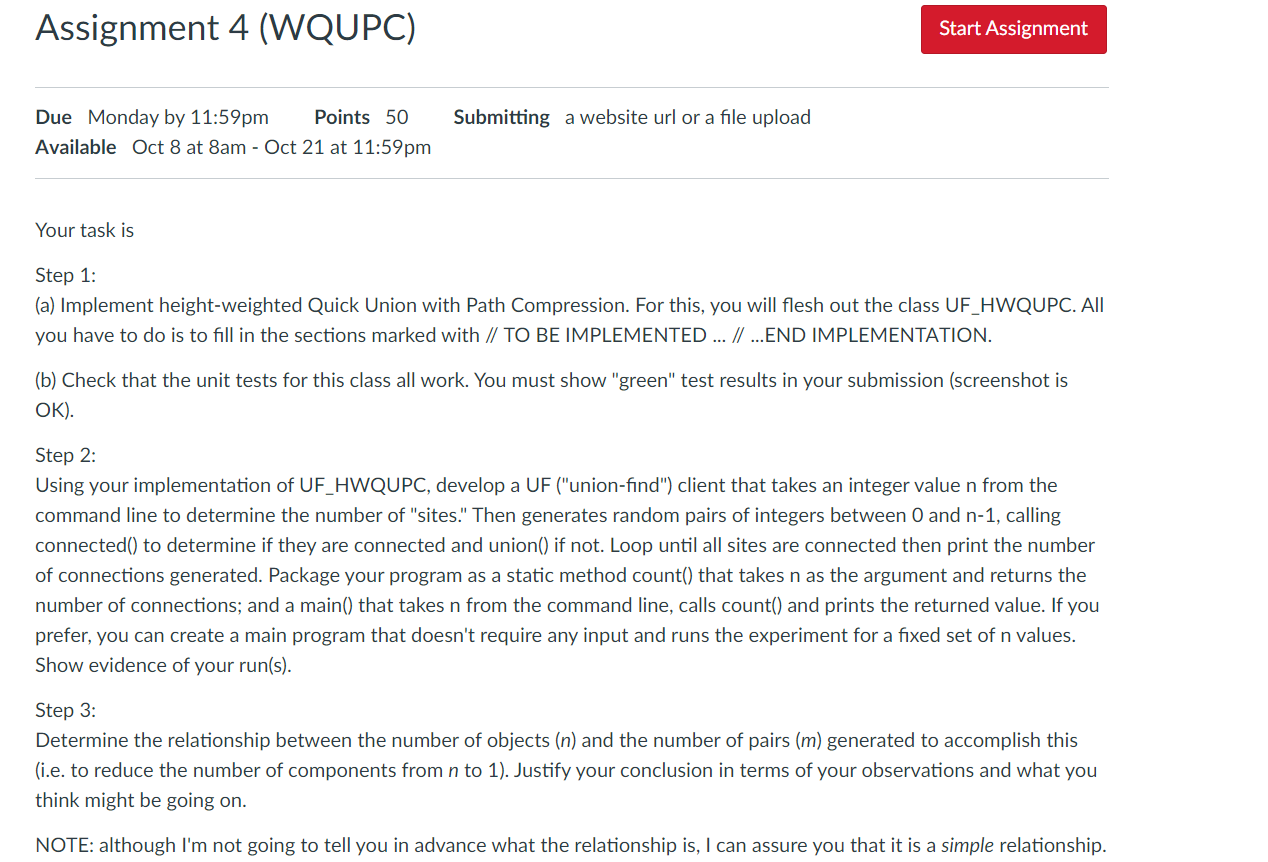 Assignment 4 (WQUPC)
Start Assignment
Due Monday by 11:59pm Points 50 Submitting a website url or a file upload
Available Oct 8 at 8am - Oct 21 at 11:59pm
Your task is
Step 1:
(a) Implement height-weighted Quick Union with Path Compression. For this, you will flesh out the class UF_HWQUPC. All
you have to do is to fill in the sections marked with // TO BE IMPLEMENTED ... // ...END IMPLEMENTATION.
(b) Check that the unit tests for this class all work. You must show "green" test results in your submission (screenshot is
OK).
Step 2:
Using your implementation of UF_HWQUPC, develop a UF ("union-find") client that takes an integer value n from the
command line to determine the number of "sites." Then generates random pairs of integers between 0 and n-1, calling
connected() to determine if they are connected and union() if not. Loop until all sites are connected then print the number
of connections generated. Package your program as a static method count() that takes n as the argument and returns the
number of connections; and a main() that takes n from the command line, calls count() and prints the returned value. If you
prefer, you can create a main program that doesn't require any input and runs the experiment for a fixed set of n values.
Show evidence of your run(s).
Step 3:
Determine the relationship between the number of objects (n) and the number of pairs (m) generated to accomplish this
(i.e. to reduce the number of components from n to 1). Justify your conclusion in terms of your observations and what you
think might be going on.
NOTE: although I'm not going to tell you in advance what the relationship is, I can assure you that it is a simple relationship.